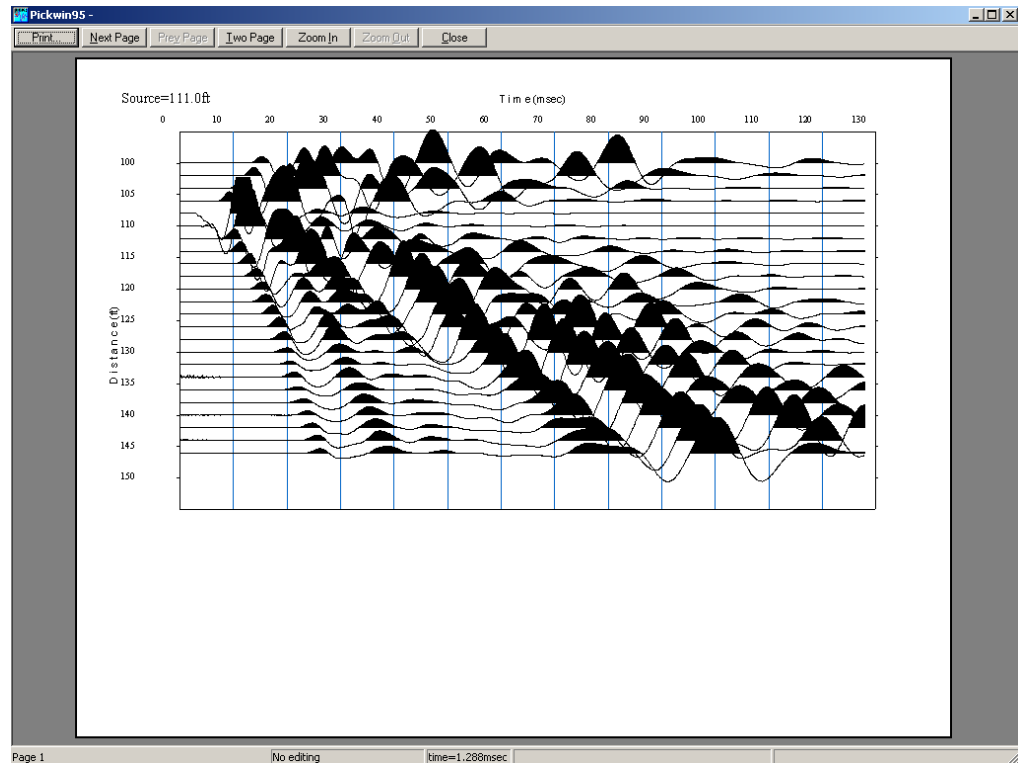 Pickwin95 -
Print... Next Page Prev Page Two Page Zoom In Zoom Out Close
Source=111.0ft
Time(msec)
0 10 20 30 40 50 60 70 80 90 100 110 120 130
100
105
110
115
120
125
130
135
140
145
150
Distance(ft)
Page 1 No editing time=1.288msec